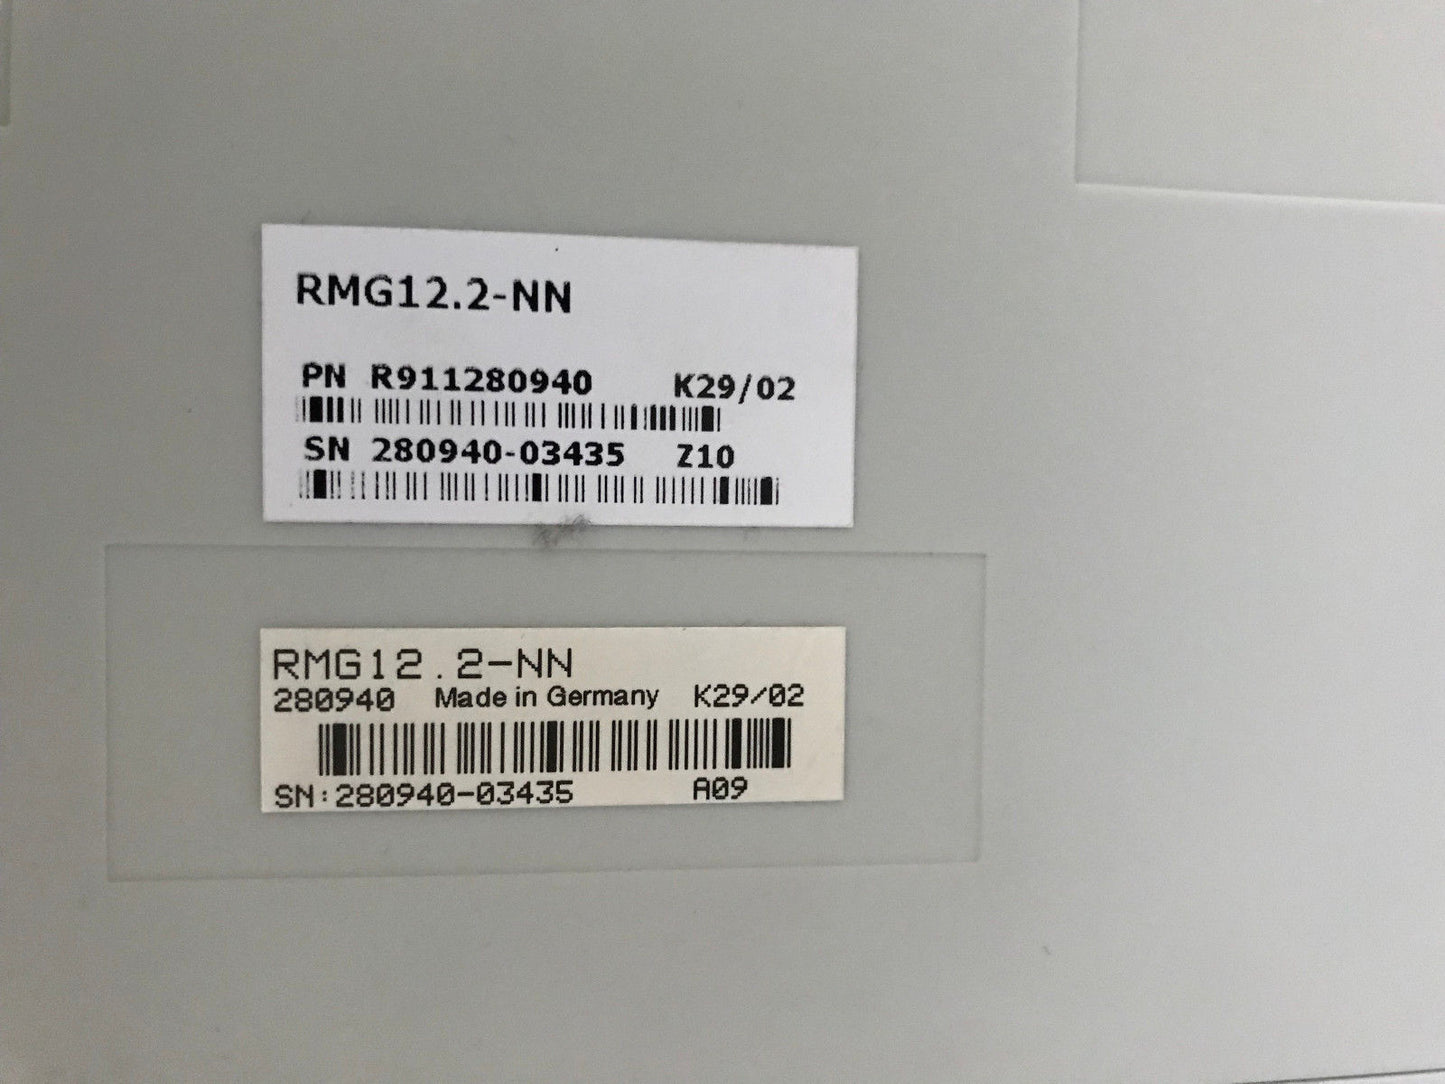 RMG12.2-NN
PN R911280940 K29/02
SN 280940-03435 Z10
RMG12.2-NN
280940 Made in Germany K29/02
SN:280940-03435 A09